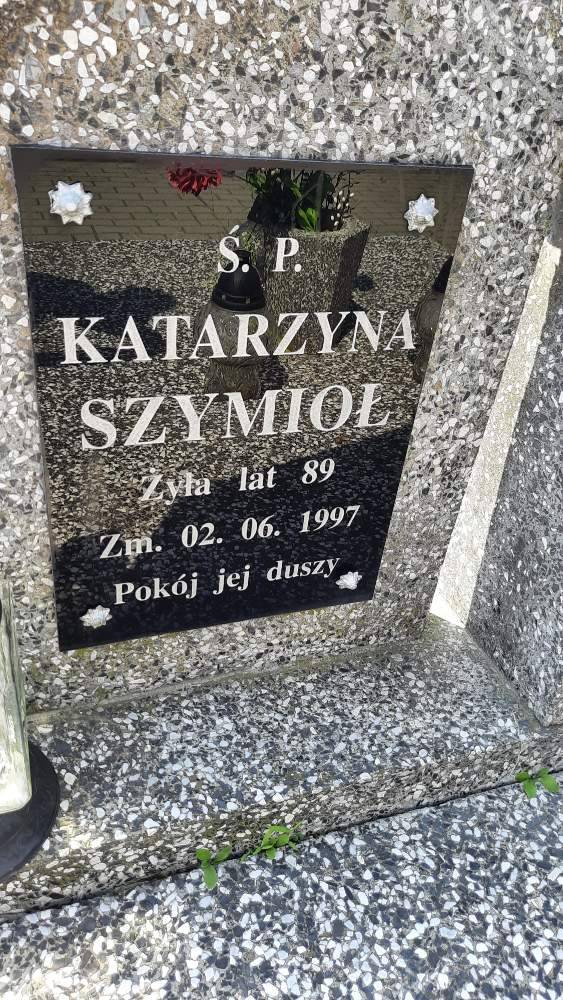 Ś. P.
KATARZYNA
SZYMIOŁ
Żyła lat 89
Zm. 02. 06. 1997
Pokój jej duszy